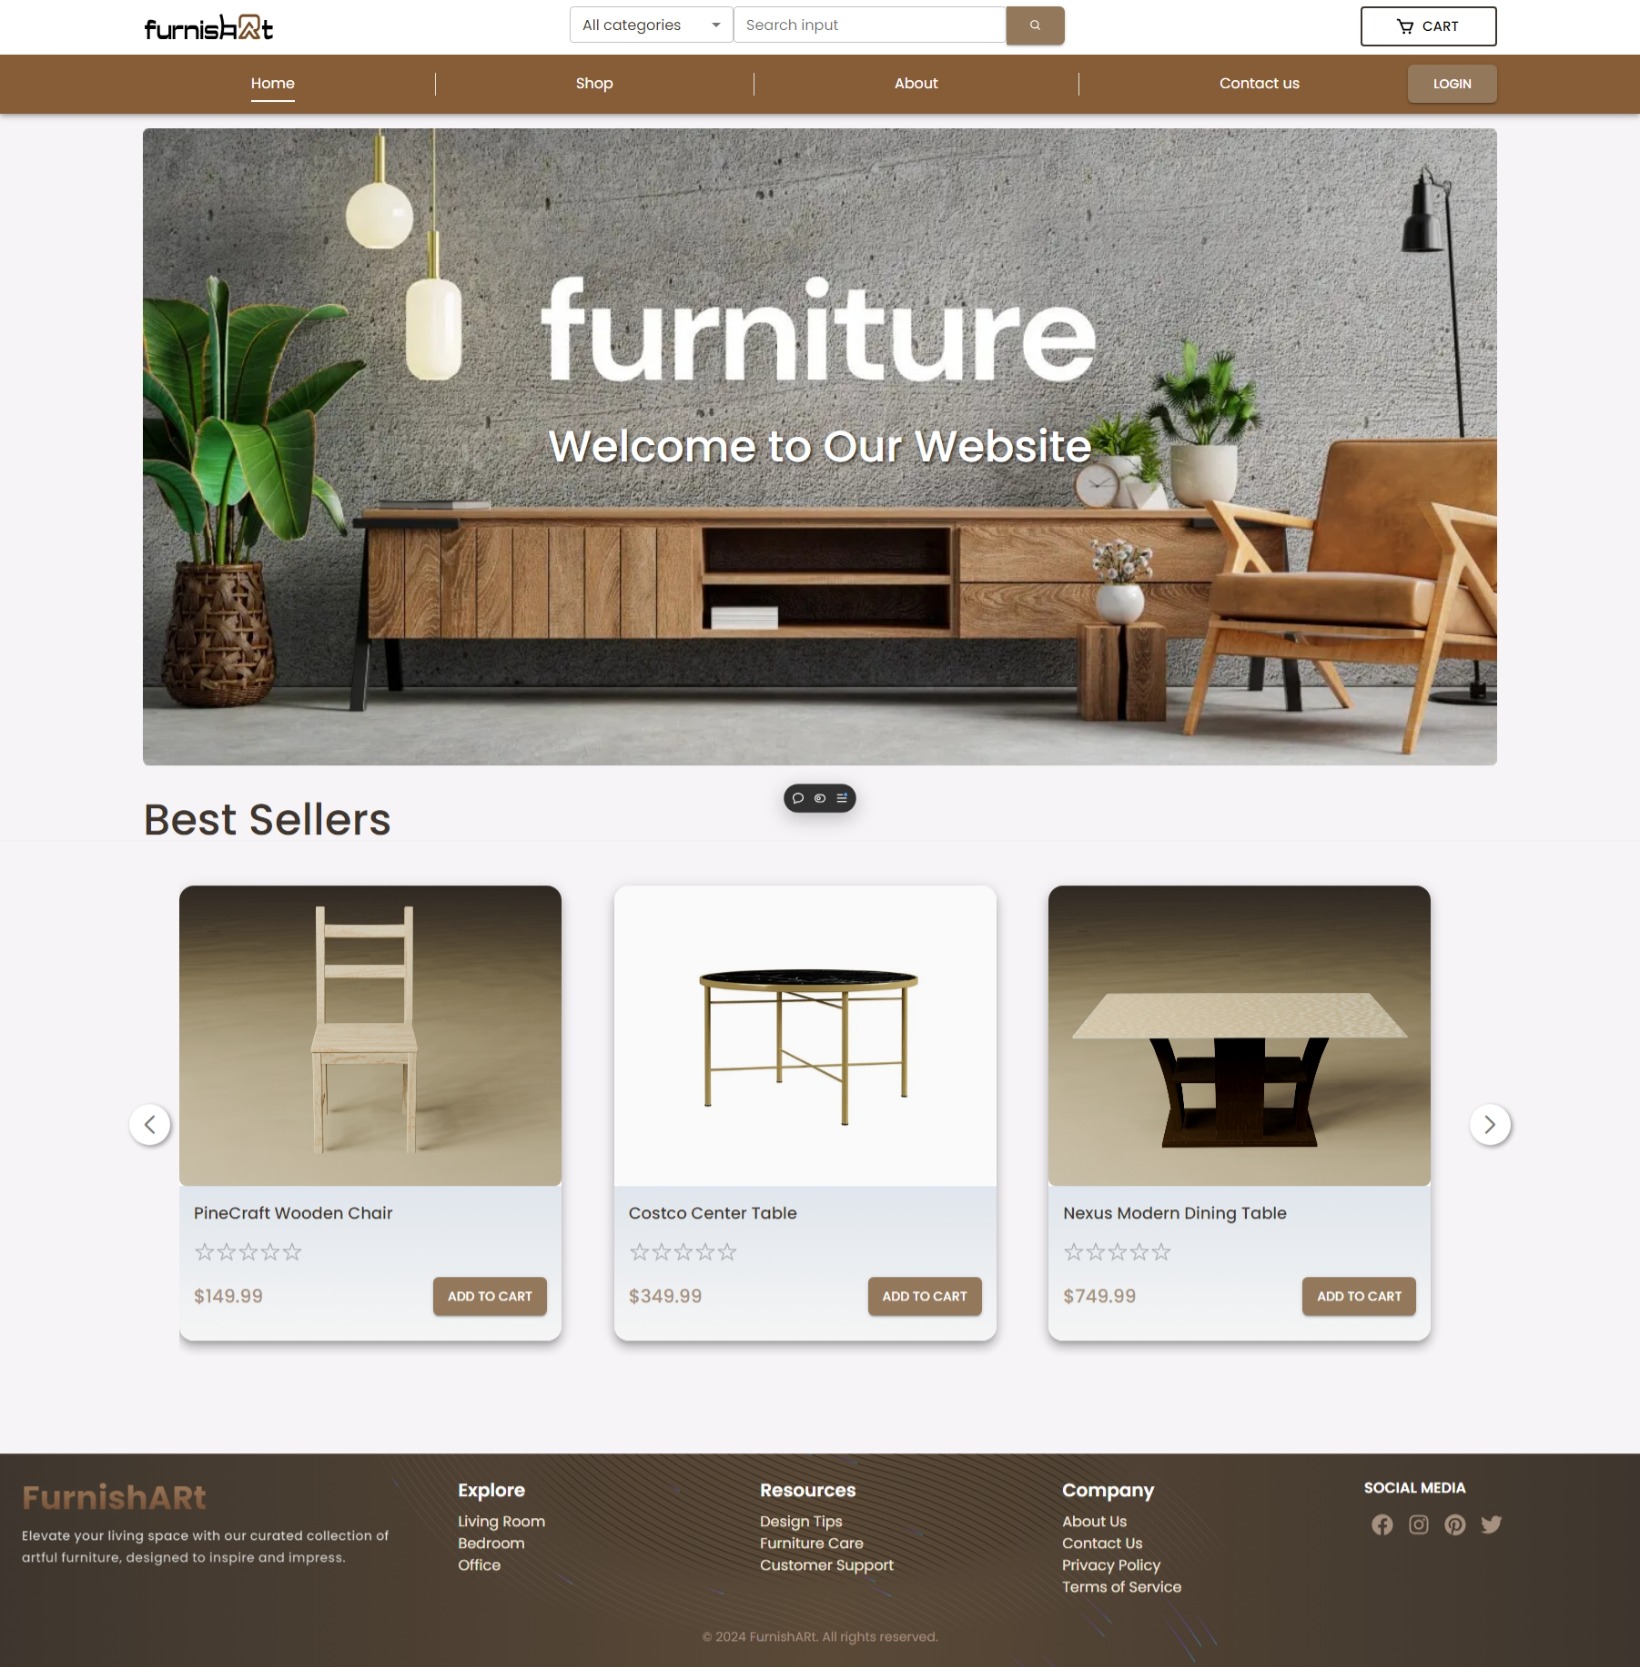 furnishARt
All categories
Search input
CART
Home
Shop
About
Contact us
LOGIN
furniture
Welcome to Our Website
Best Sellers
PineCraft Wooden Chair
$149.99
ADD TO CART
Costco Center Table
$349.99
ADD TO CART
Nexus Modern Dining Table
$749.99
ADD TO CART
FurnishARt
Elevate your living space with our curated collection of
artful furniture, designed to inspire and impress.
Explore
Living Room
Bedroom
Office
Resources
Design Tips
Furniture Care
Customer Support
Company
About Us
Contact Us
Privacy Policy
Terms of Service
SOCIAL MEDIA
© 2024 FurnishARt. All rights reserved.